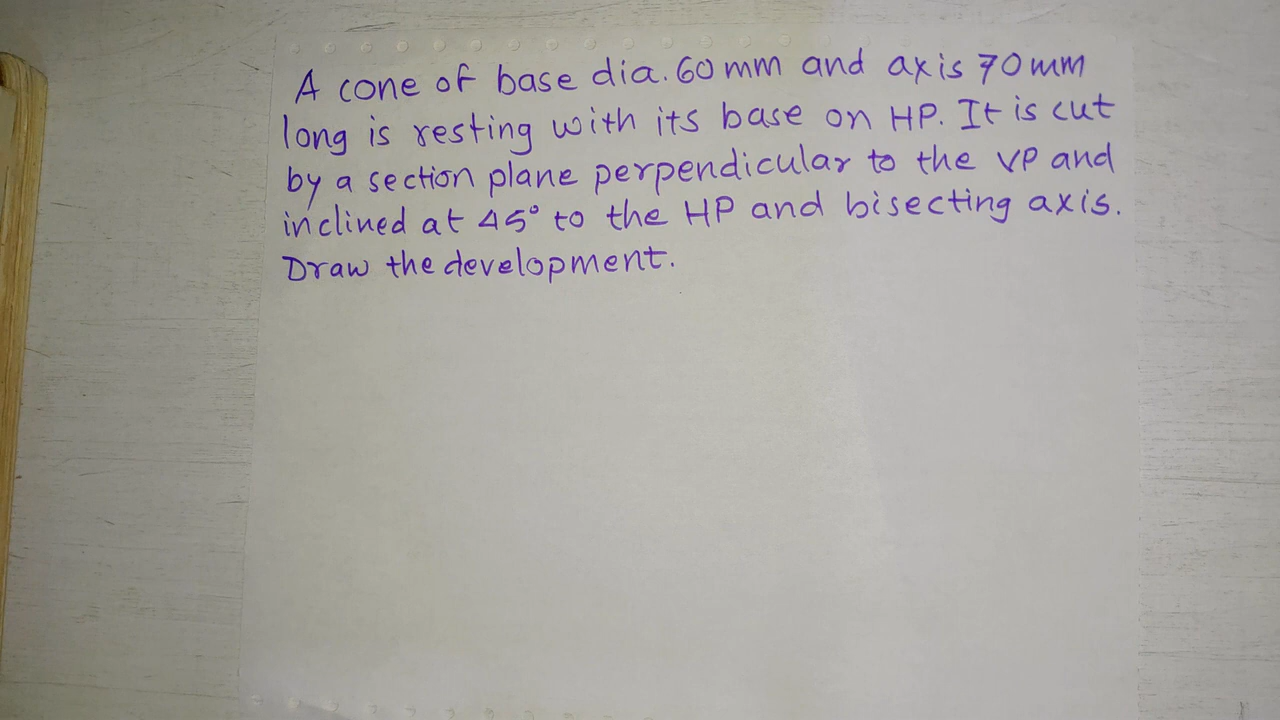 A cone of base dia. 60 mm and axis 70 mm
long is resting with its base on HP. It is cut
by a section plane perpendicular to the VP and
inclined at 45° to the HP and bisecting axis.
Draw the development.